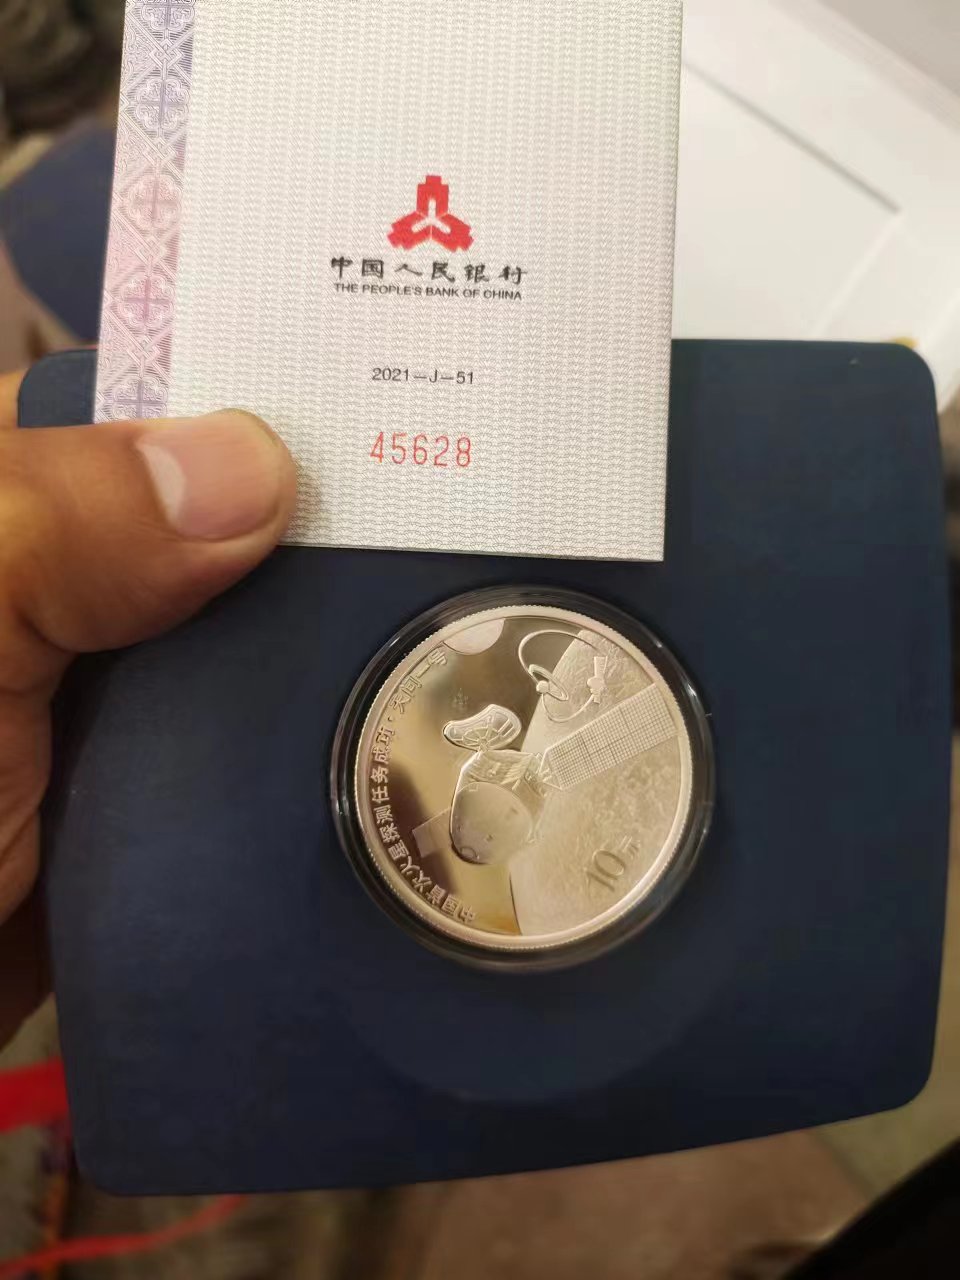 中国人民银行
THE PEOPLE'S BANK OF CHINA
2021—J—51
45628
中国首次火星探测任务成功·天问一号
10元